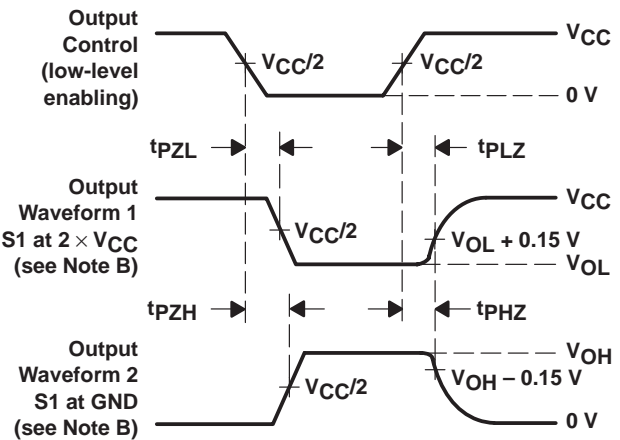 Output
Control
(low-level
enabling)
VCC/2
VCC/2
VCC
0 V
tPZL
tPLZ
Output
Waveform 1
S1 at 2 × VCC
(see Note B)
VCC/2
VCC
VOL + 0.15 V
VOL
tPZH
tPHZ
Output
Waveform 2
S1 at GND
(see Note B)
VCC/2
VOH
VOH – 0.15 V
0 V